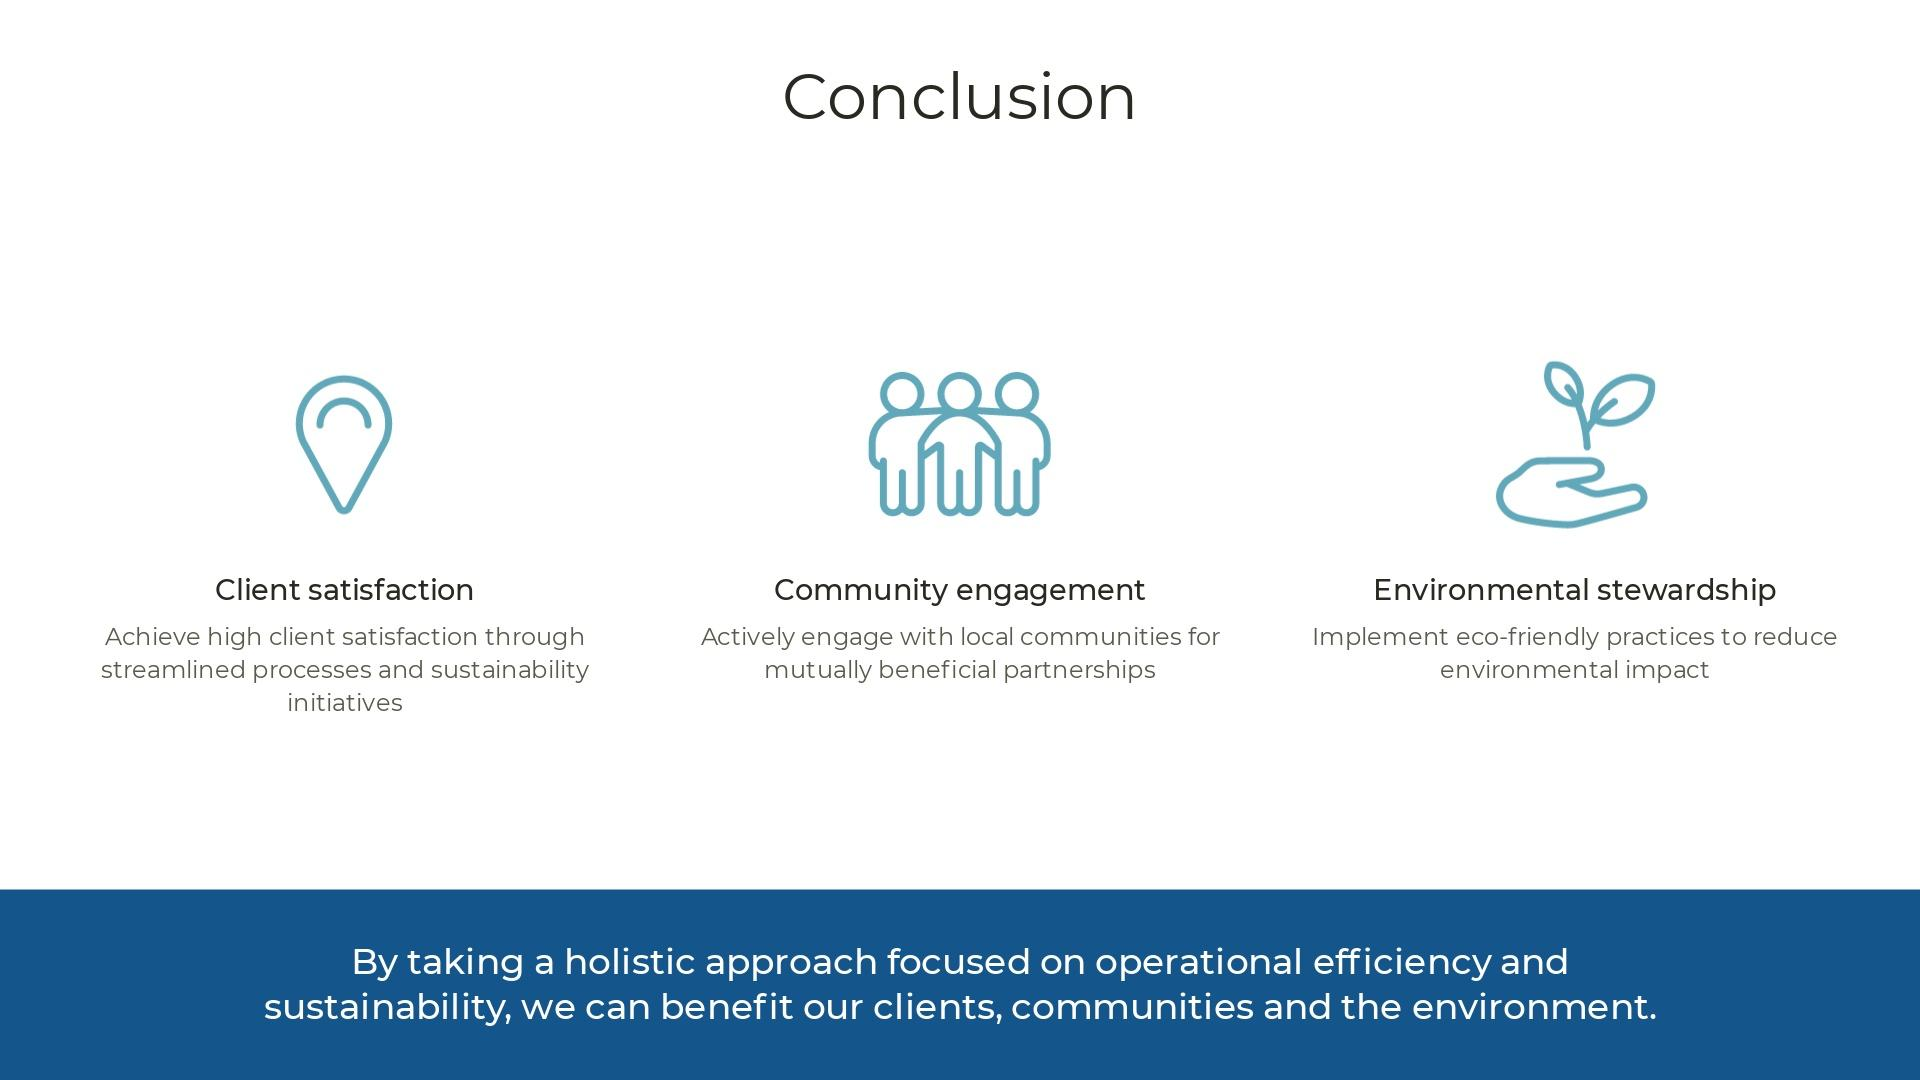 Conclusion
Client satisfaction
Achieve high client satisfaction through
streamlined processes and sustainability
initiatives
Community engagement
Actively engage with local communities for
mutually beneficial partnerships
Environmental stewardship
Implement eco-friendly practices to reduce
environmental impact
By taking a holistic approach focused on operational efficiency and
sustainability, we can benefit our clients, communities and the environment.